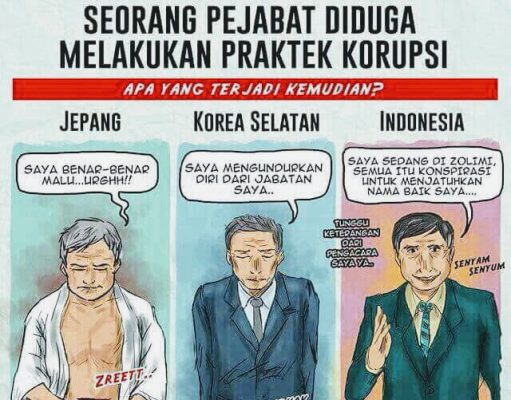 SEORANG PEJABAT DIDUGA
MELAKUKAN PRAKTEK KORUPSI
APA YANG TERJADI KEMUDIAN?
JEPANG
SAYA BENAR-BENAR
MALU...URGHH!!
ZREETT..
KOREA SELATAN
SAYA MENGUNDURKAN
DIRI DARI JABATAN
SAYA..
INDONESIA
SAYA SEDANG DI ZOLIMI,
SEMUA ITU KONSPIRASI
UNTUK MENJATUHKAN
NAMA BAIK SAYA....
TUNGGU
KETERANGAN
DARI
PENGACARA
SAYA YA..
SENYAM
SENYUM